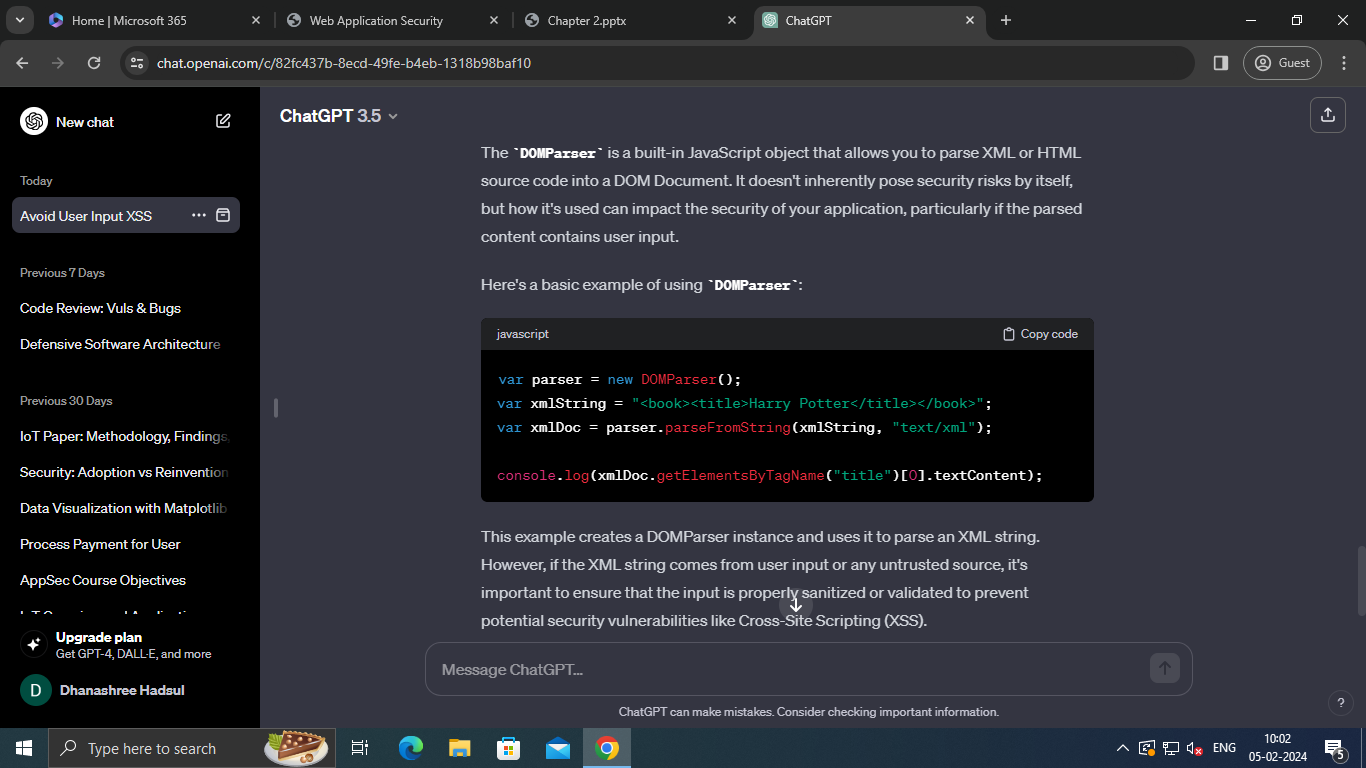 Home | Microsoft 365
Web Application Security
Chapter 2.pptx
ChatGPT
chat.openai.com/c/82fc437b-8ecd-49fe-b4eb-1318b98baf10
Guest
New chat
Today
Avoid User Input XSS
Previous 7 Days
Code Review: Vuls & Bugs
Defensive Software Architecture
Previous 30 Days
IoT Paper: Methodology, Findings,
Security: Adoption vs Reinvention
Data Visualization with Matplotlib
Process Payment for User
AppSec Course Objectives
Upgrade plan
Get GPT-4, DALL·E, and more
D
Dhanashree Hadsul
ChatGPT 3.5
The `DOMParser` is a built-in JavaScript object that allows you to parse XML or HTML
source code into a DOM Document. It doesn't inherently pose security risks by itself,
but how it's used can impact the security of your application, particularly if the parsed
content contains user input.
Here's a basic example of using `DOMParser`:
javascript
Copy code
var parser = new DOMParser();
var xmlString = "<book><title>Harry Potter</title></book>";
var xmlDoc = parser.parseFromString(xmlString, "text/xml");
console.log(xmlDoc.getElementsByTagName("title")[0].textContent);
This example creates a DOMParser instance and uses it to parse an XML string.
However, if the XML string comes from user input or any untrusted source, it's
important to ensure that the input is properly sanitized or validated to prevent
potential security vulnerabilities like Cross-Site Scripting (XSS).
Message ChatGPT...
ChatGPT can make mistakes. Consider checking important information.
?
Type here to search
ENG
10:02
05-02-2024
5